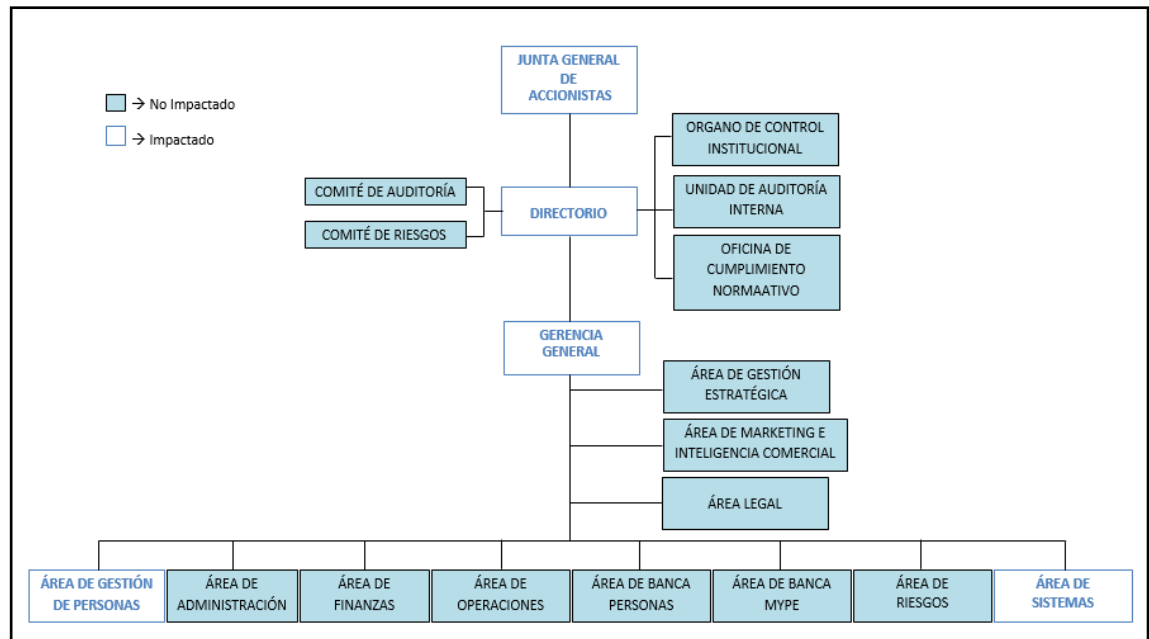 JUNTA GENERAL
DE
ACCIONISTAS
→ No Impactado
→ Impactado
ORGANO DE CONTROL
INSTITUCIONAL
COMITÉ DE AUDITORÍA
COMITÉ DE RIESGOS
DIRECTORIO
UNIDAD DE AUDITORÍA
INTERNA
OFICINA DE
CUMPLIMIENTO
NORMAATIVO
GERENCIA
GENERAL
ÁREA DE GESTIÓN
ESTRATÉGICA
ÁREA DE MARKETING E
INTELIGENCIA COMERCIAL
ÁREA LEGAL
ÁREA DE GESTIÓN
DE PERSONAS
ÁREA DE
ADMINISTRACIÓN
ÁREA DE
FINANZAS
ÁREA DE
OPERACIONES
ÁREA DE BANCA
PERSONAS
ÁREA DE BANCA
MYPE
ÁREA DE
RIESGOS
ÁREA DE
SISTEMAS